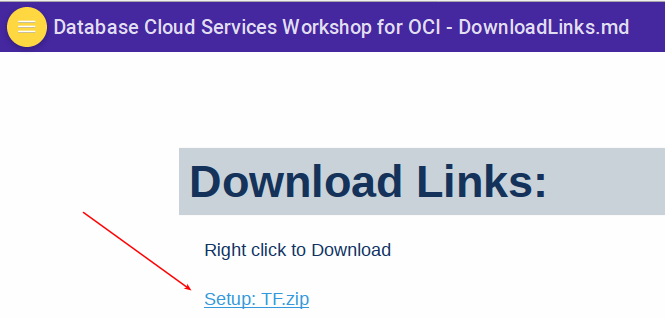 Database Cloud Services Workshop for OCI - DownloadLinks.md
Download Links:
Right click to Download
Setup: TF.zip